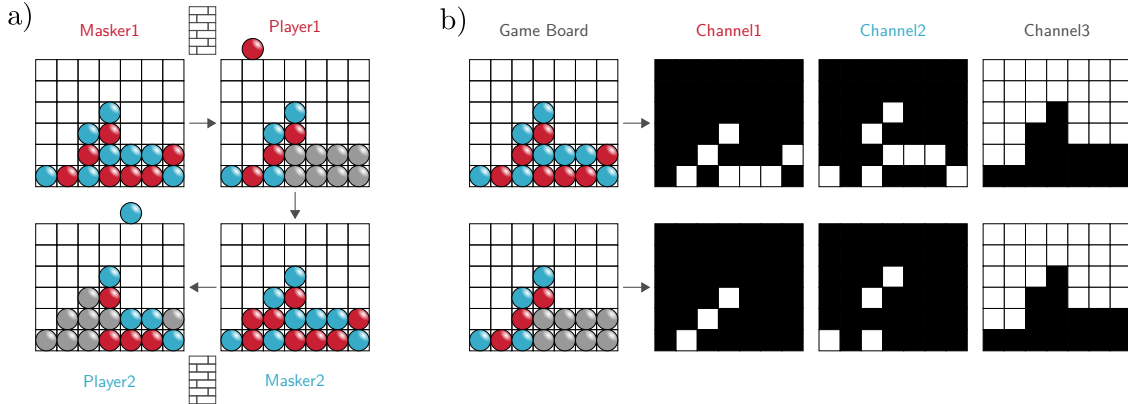 a)
Masker1
Player1
Player2
Masker2
b)
Game Board
Channel1
Channel2
Channel3